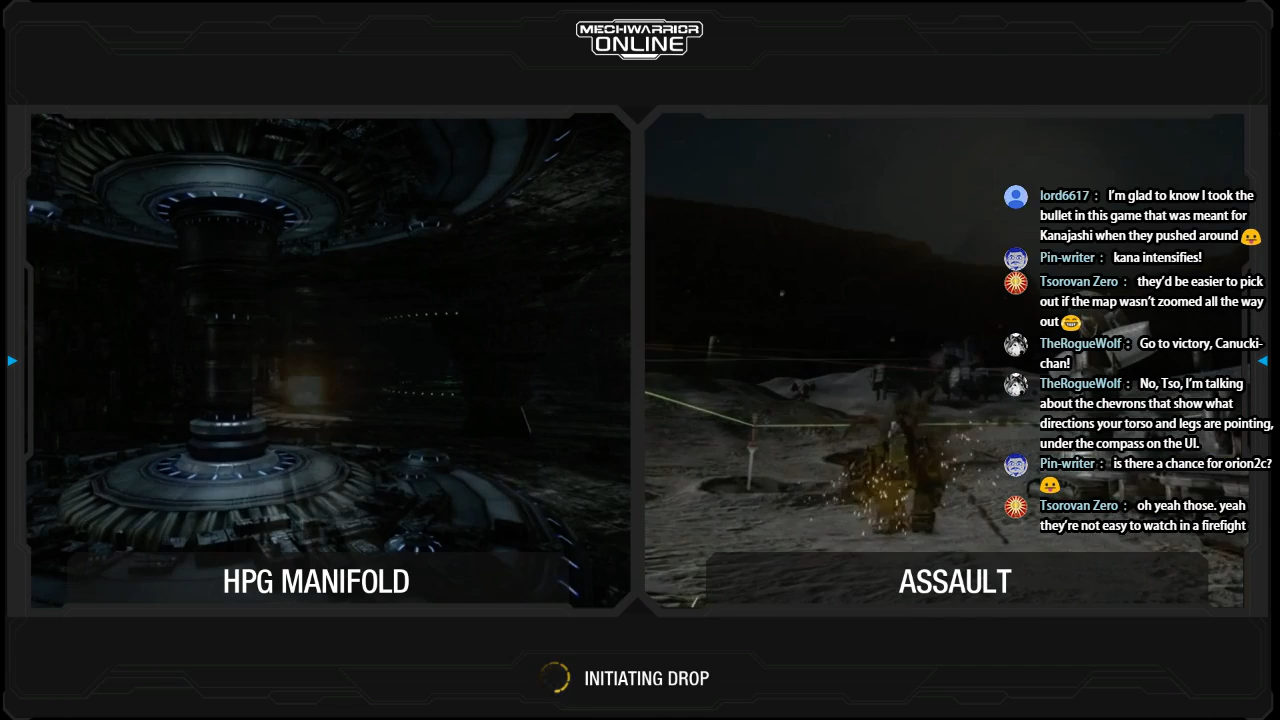 MECHWARRIOR
ONLINE
lord6617 : I'm glad to know I took the
bullet in this game that was meant for
Kanajashi when they pushed around 😛
Pin-writer : kana intensifies!
Tsorovan Zero : they'd be easier to pick
out if the map wasn't zoomed all the way
out 😂
TheRogueWolf : Go to victory, Canucki-
chan!
TheRogueWolf : No, Tso, I'm talking
about the chevrons that show what
directions your torso and legs are pointing,
under the compass on the UI.
Pin-writer : is there a chance for orion2c?
😛
Tsorovan Zero : oh yeah those. yeah
they're not easy to watch in a firefight
HPG MANIFOLD
ASSAULT
INITIATING DROP